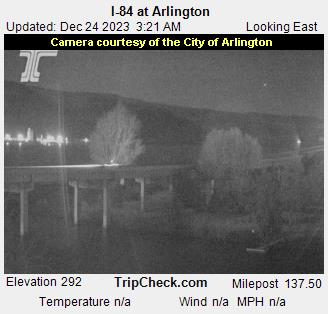 I-84 at Arlington
Updated: Dec 24 2023 3:21 AM Looking East
Camera courtesy of the City of Arlington
Elevation 292 TripCheck.com Milepost 137.50
Temperature n/a Wind n/a MPH n/a